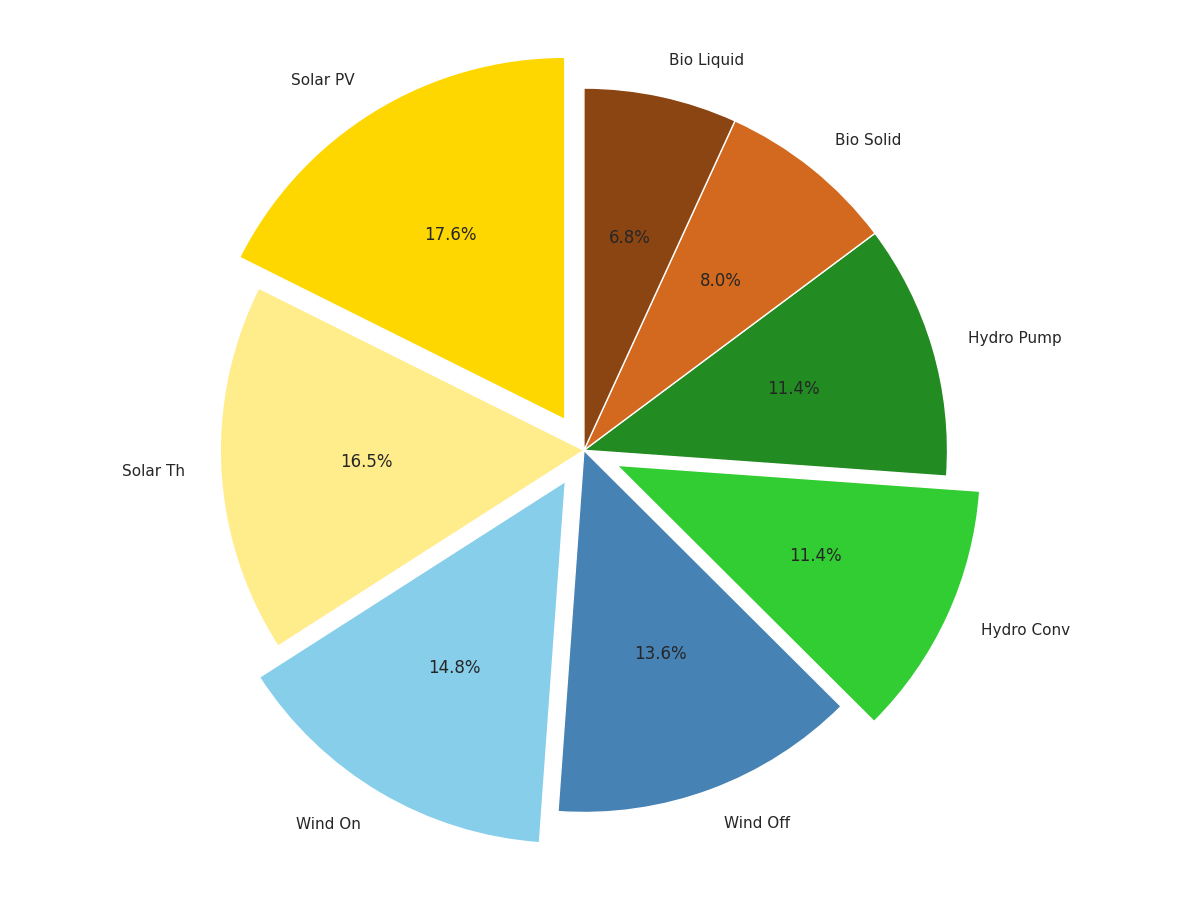 Bio Liquid
Solar PV
Bio Solid
17.6%
6.8%
8.0%
Hydro Pump
11.4%
16.5%
Solar Th
11.4%
Hydro Conv
13.6%
14.8%
Wind On
Wind Off